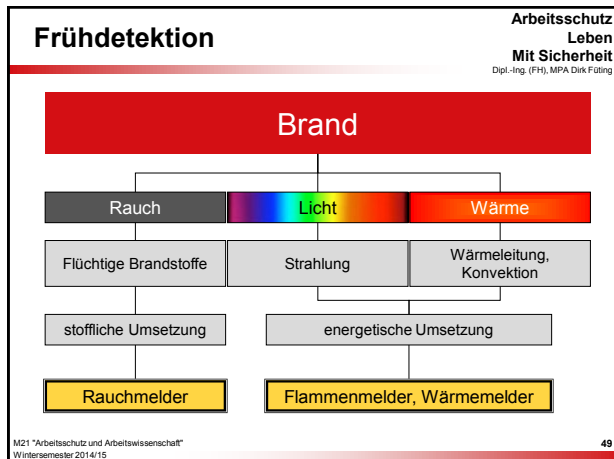 Frühdetektion
Arbeitsschutz
Leben
Mit Sicherheit
Dipl.-Ing. (FH), MPA Dirk Füting
Brand
Rauch
Licht
Wärme
Flüchtige Brandstoffe
Strahlung
Wärmeleitung,
Konvektion
stoffliche Umsetzung
energetische Umsetzung
Rauchmelder
Flammenmelder, Wärmemelder
M21 "Arbeitsschutz und Arbeitswissenschaft"
Wintersemester 2014/15
49